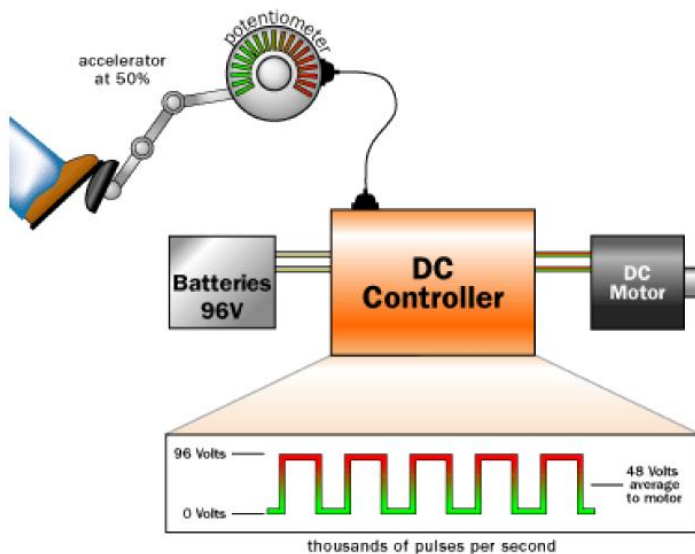 potentiometer
accelerator
at 50%
Batteries
96V
DC
Controller
DC
Motor
96 Volts
0 Volts
48 Volts
average
to motor
thousands of pulses per second